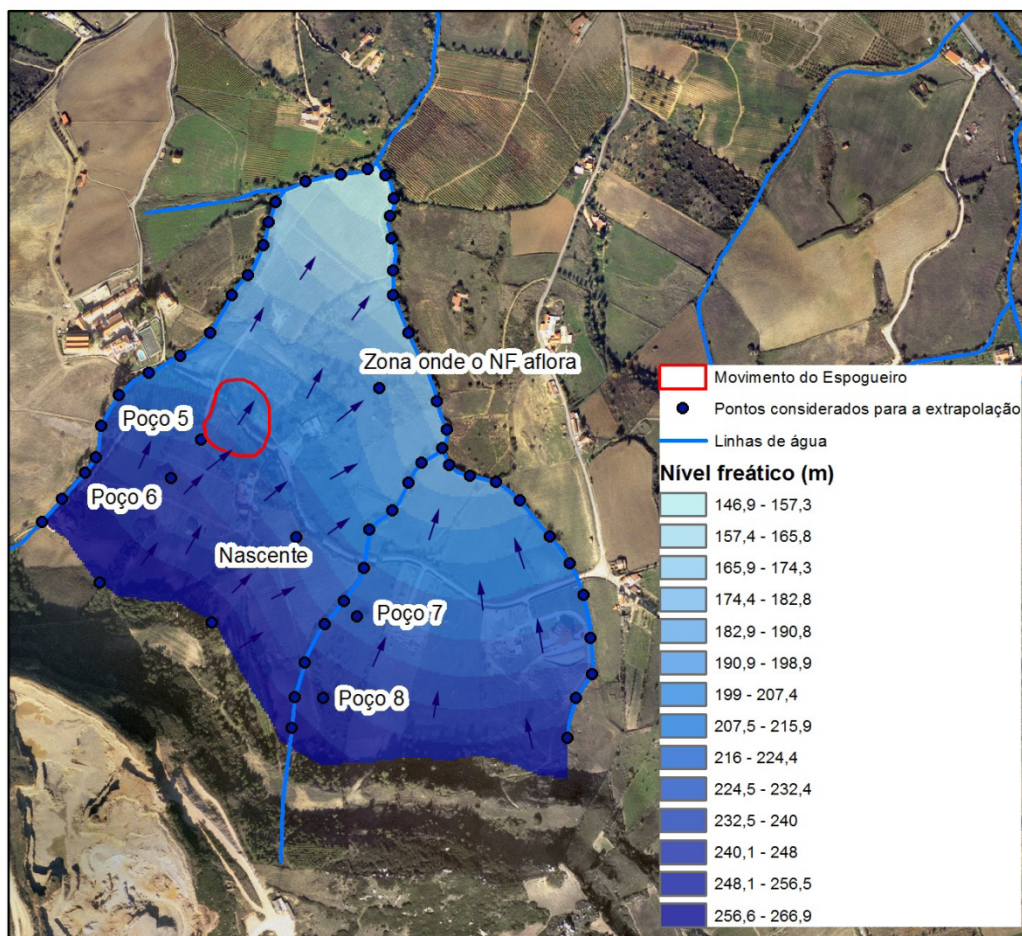 Zona onde o NF aflora
Poço 5
Poço 6
Nascente
Poço 7
Poço 8
Movimento do Espogueiro
Pontos considerados para a extrapolação
Linhas de água
Nível freático (m)
146,9 - 157,3
157,4 - 165,8
165,9 - 174,3
174,4 - 182,8
182,9 - 190,8
190,9 - 198,9
199 - 207,4
207,5 - 215,9
216 - 224,4
224,5 - 232,4
232,5 - 240
240,1 - 248
248,1 - 256,5
256,6 - 266,9